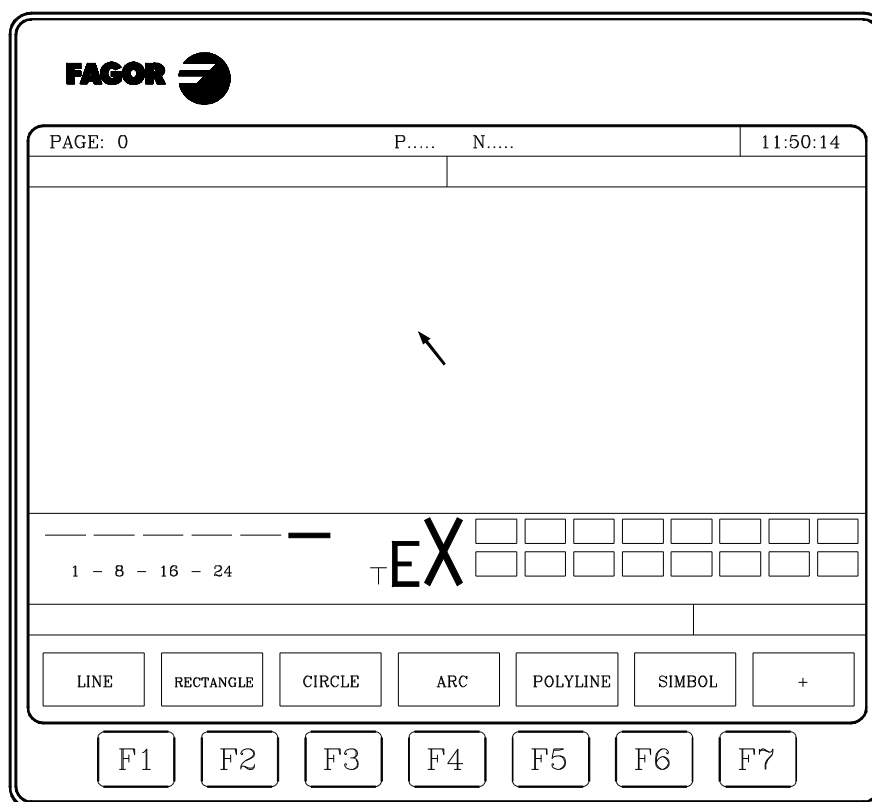 FAGOR
PAGE: 0 P..... N..... 11:50:14
1 - 8 - 16 - 24 TEX
LINE RECTANGLE CIRCLE ARC POLYLINE SIMBOL +
F1 F2 F3 F4 F5 F6 F7